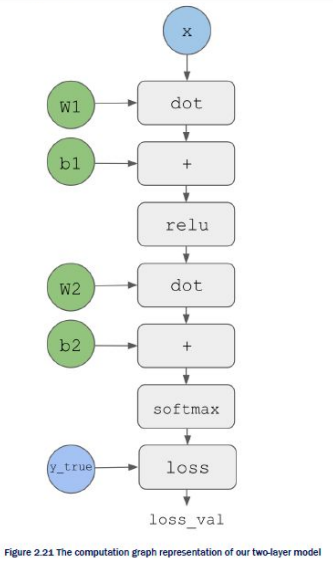 x
W1
dot
b1
+
relu
W2
dot
b2
+
softmax
y_true
loss
loss_val
Figure 2.21 The computation graph representation of our two-layer model